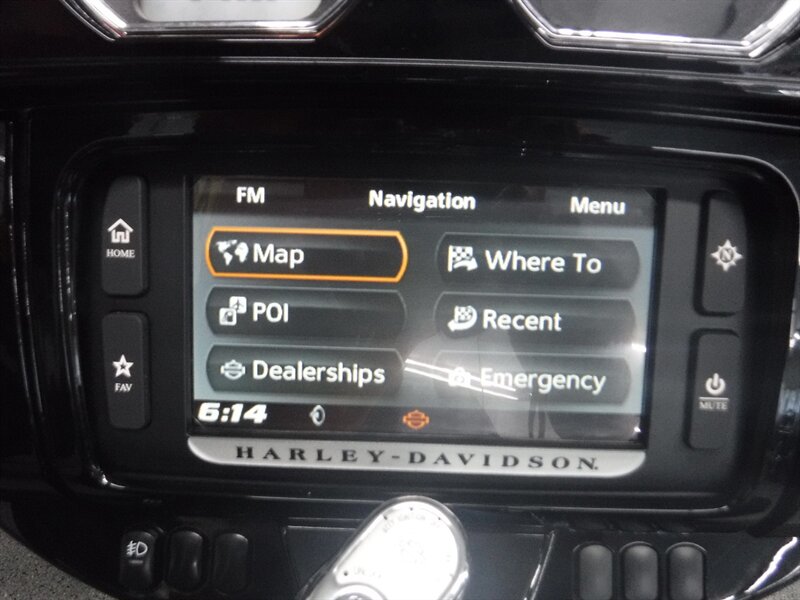 FM Navigation Menu
HOME
Map
Where To
N
POI
Recent
FAV
Dealerships
Emergency
MUTE
6:14
HARLEY-DAVIDSON